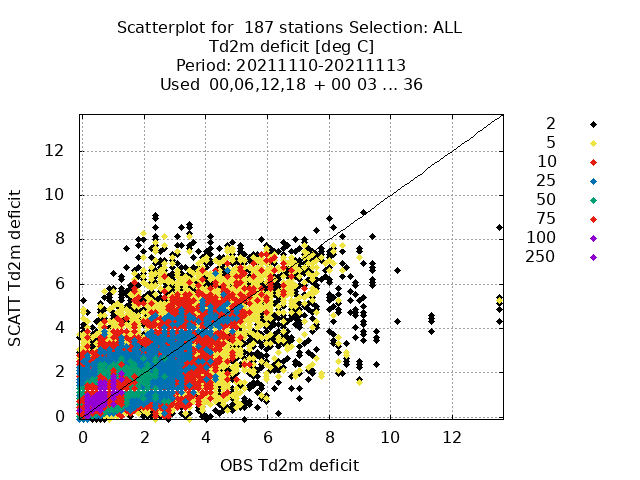 Scatterplot for  187 stations Selection: ALL
Td2m deficit [deg C]
Period: 20211110-20211113
Used  00,06,12,18 + 00 03 ... 36
2
5
10
25
50
75
100
250
SCATT Td2m deficit
12
10
8
6
4
2
0
0 2 4 6 8 10 12
OBS Td2m deficit